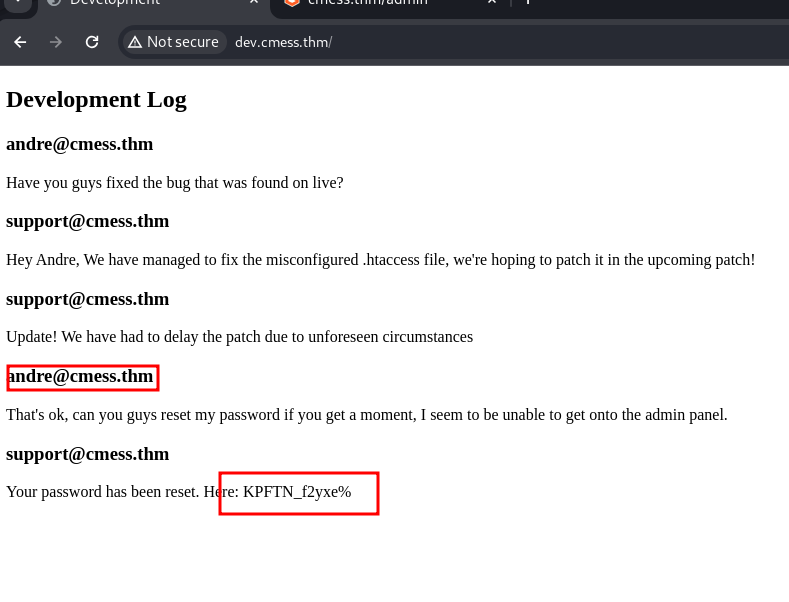 Development
cmess.thm/admin
Not secure
dev.cmess.thm/
Development Log
andre@cmess.thm
Have you guys fixed the bug that was found on live?
support@cmess.thm
Hey Andre, We have managed to fix the misconfigured .htaccess file, we're hoping to patch it in the upcoming patch!
support@cmess.thm
Update! We have had to delay the patch due to unforeseen circumstances
andre@cmess.thm
That's ok, can you guys reset my password if you get a moment, I seem to be unable to get onto the admin panel.
support@cmess.thm
Your password has been reset. Here: KPFTN_f2yxe%